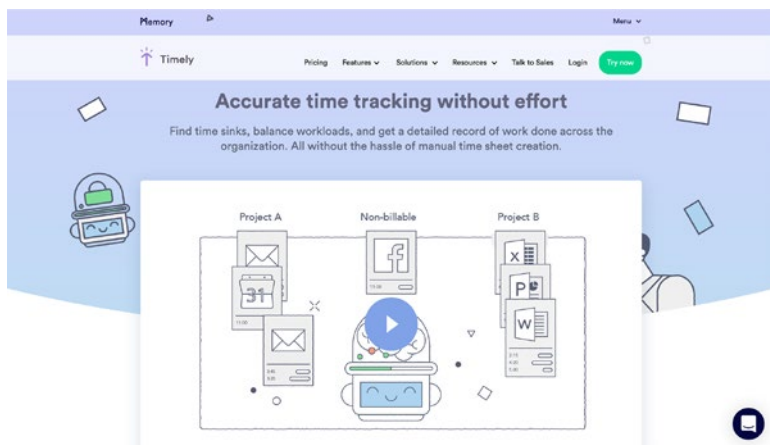 Memory
Menu
Timely
Pricing Features Solutions Resources Talk to Sales Login Try now
Accurate time tracking without effort
Find time sinks, balance workloads, and get a detailed record of work done across the
organization. All without the hassle of manual time sheet creation.
Project A Non-billable Project B
f
X
31
P
W